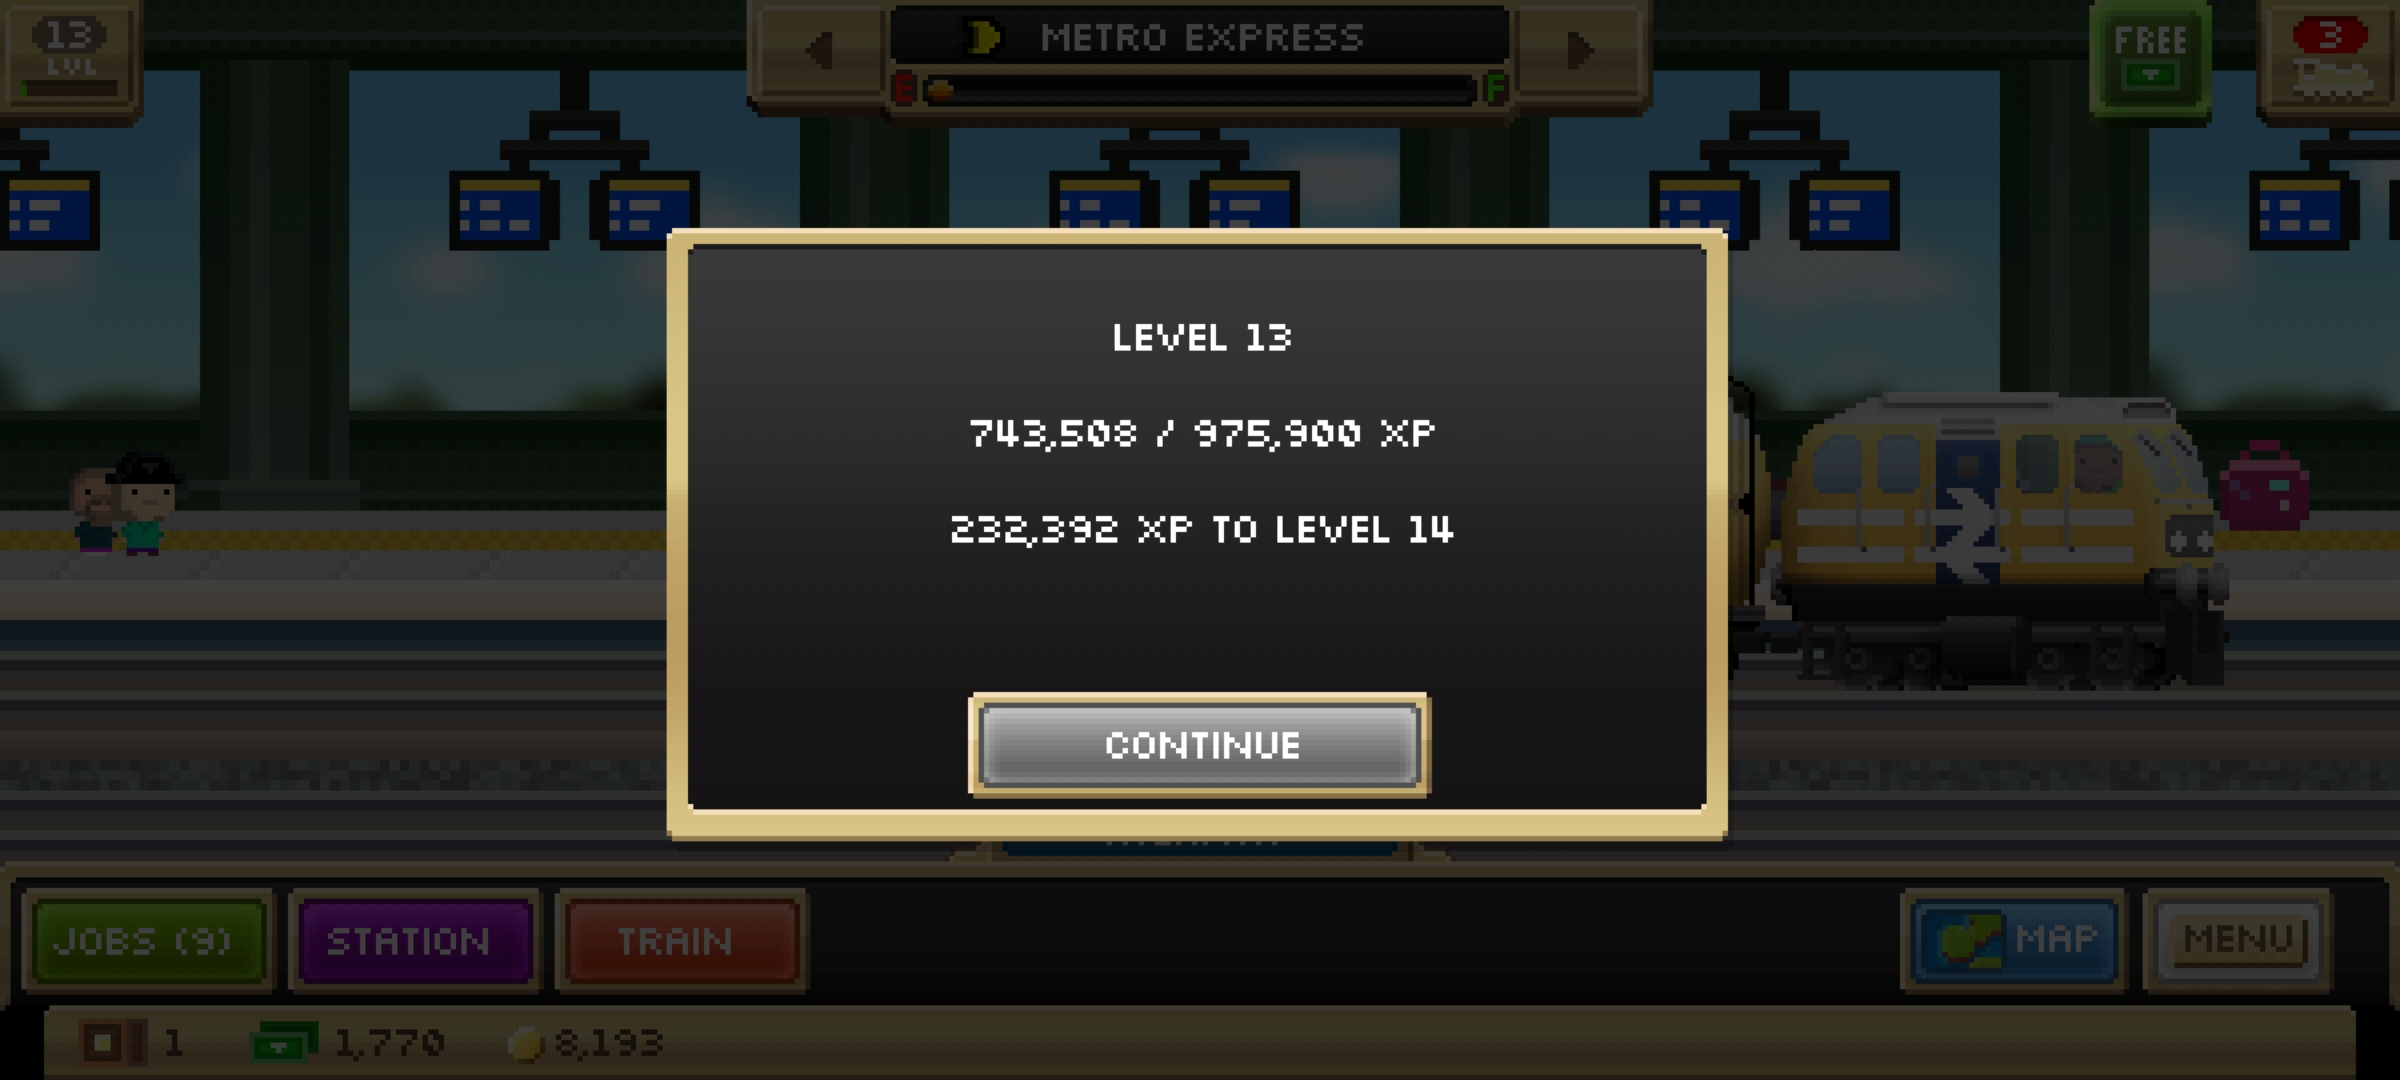 13
LVL
METRO EXPRESS
E
F
FREE
3
LEVEL 13
743,508 / 975,900 XP
232,392 XP TO LEVEL 14
CONTINUE
JOBS (9)
STATION
TRAIN
MAP
MENU
1
1,770
8,193